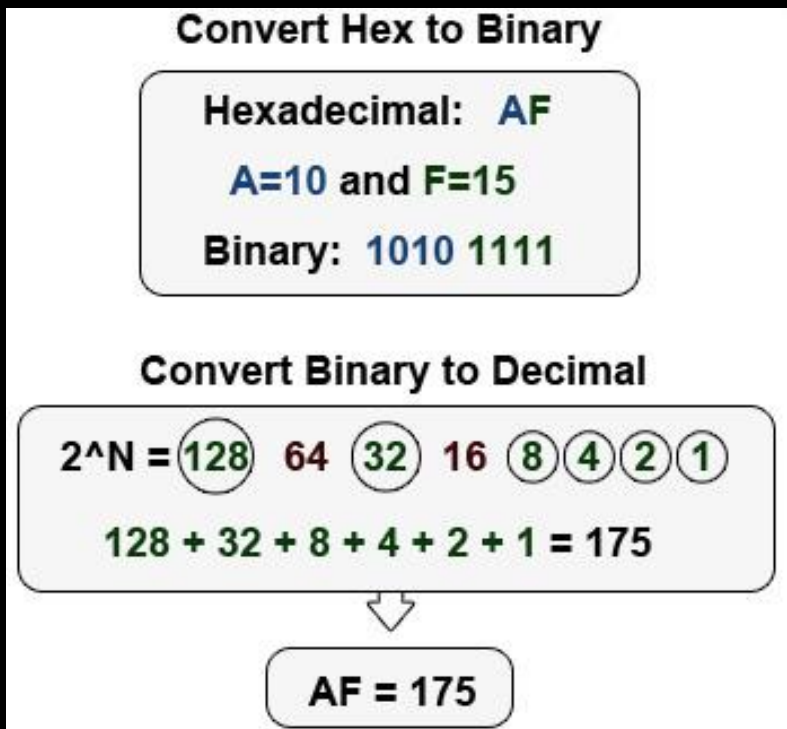 Convert Hex to Binary
Hexadecimal: AF
A=10 and F=15
Binary: 1010 1111
Convert Binary to Decimal
2^N = 128 64 32 16 8 4 2 1
128 + 32 + 8 + 4 + 2 + 1 = 175
AF = 175